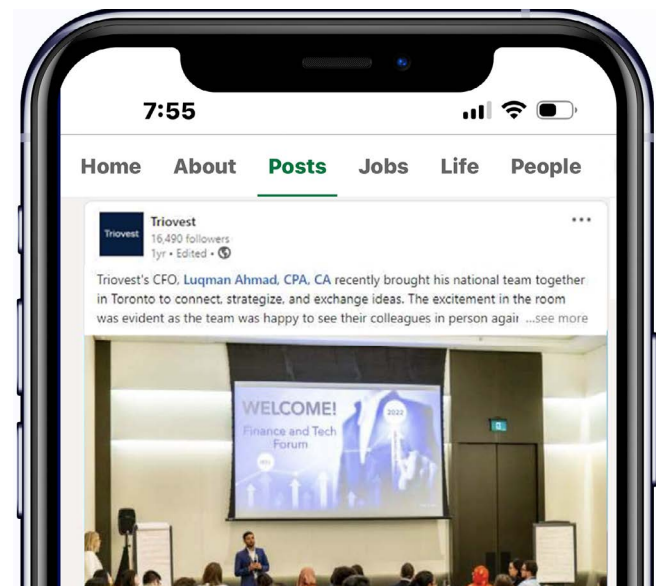 7:55
Home About Posts Jobs Life People
Triovest
Triovest
16,490 followers
1yr • Edited •
Triovest's CFO, Luqman Ahmad, CPA, CA recently brought his national team together
in Toronto to connect, strategize, and exchange ideas. The excitement in the room
was evident as the team was happy to see their colleagues in person again ...see more
WELCOME!
2022
Finance and Tech
Forum